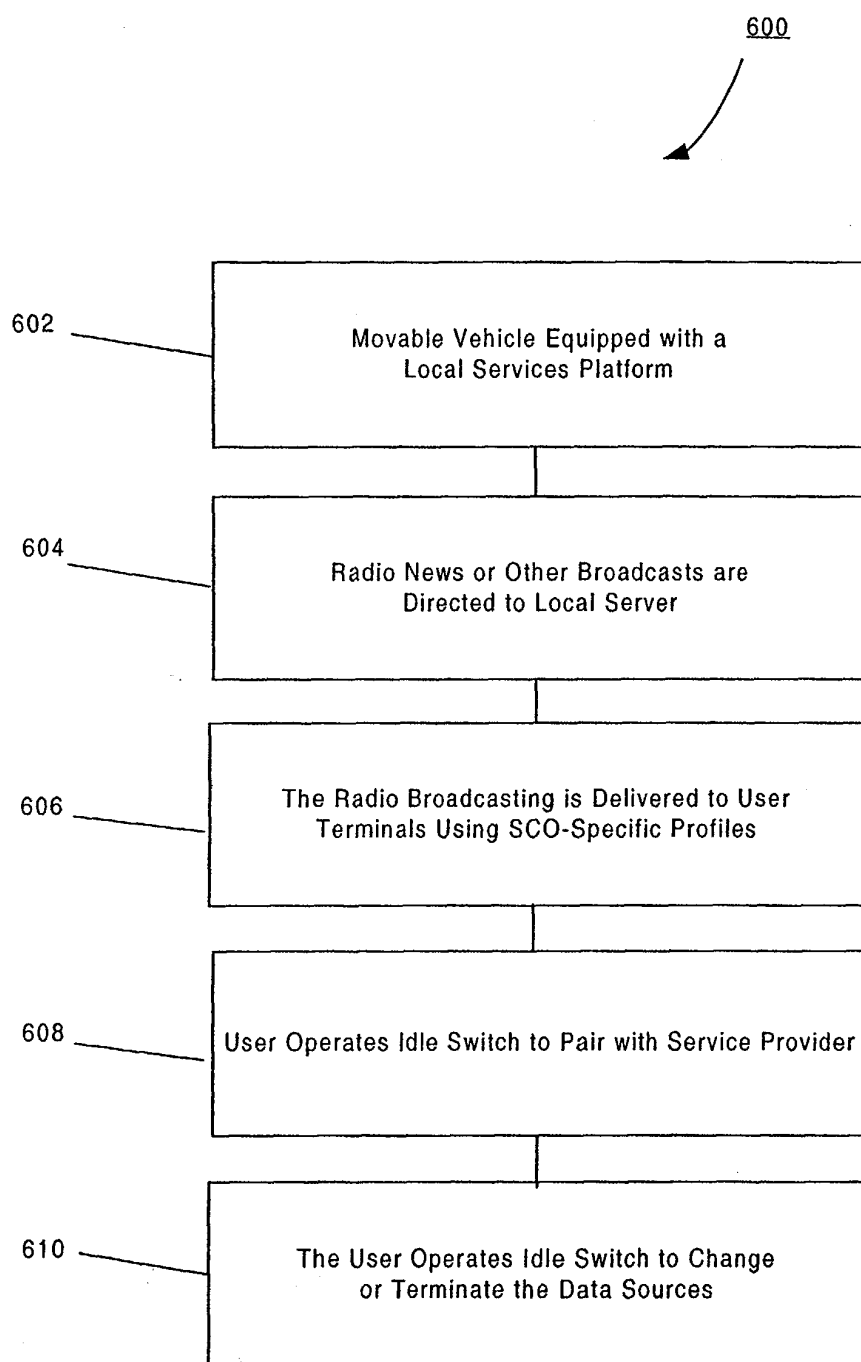 600
602
Movable Vehicle Equipped with a
Local Services Platform
604
Radio News or Other Broadcasts are
Directed to Local Server
606
The Radio Broadcasting is Delivered to User
Terminals Using SCO-Specific Profiles
608
User Operates Idle Switch to Pair with Service Provider
610
The User Operates Idle Switch to Change
or Terminate the Data Sources